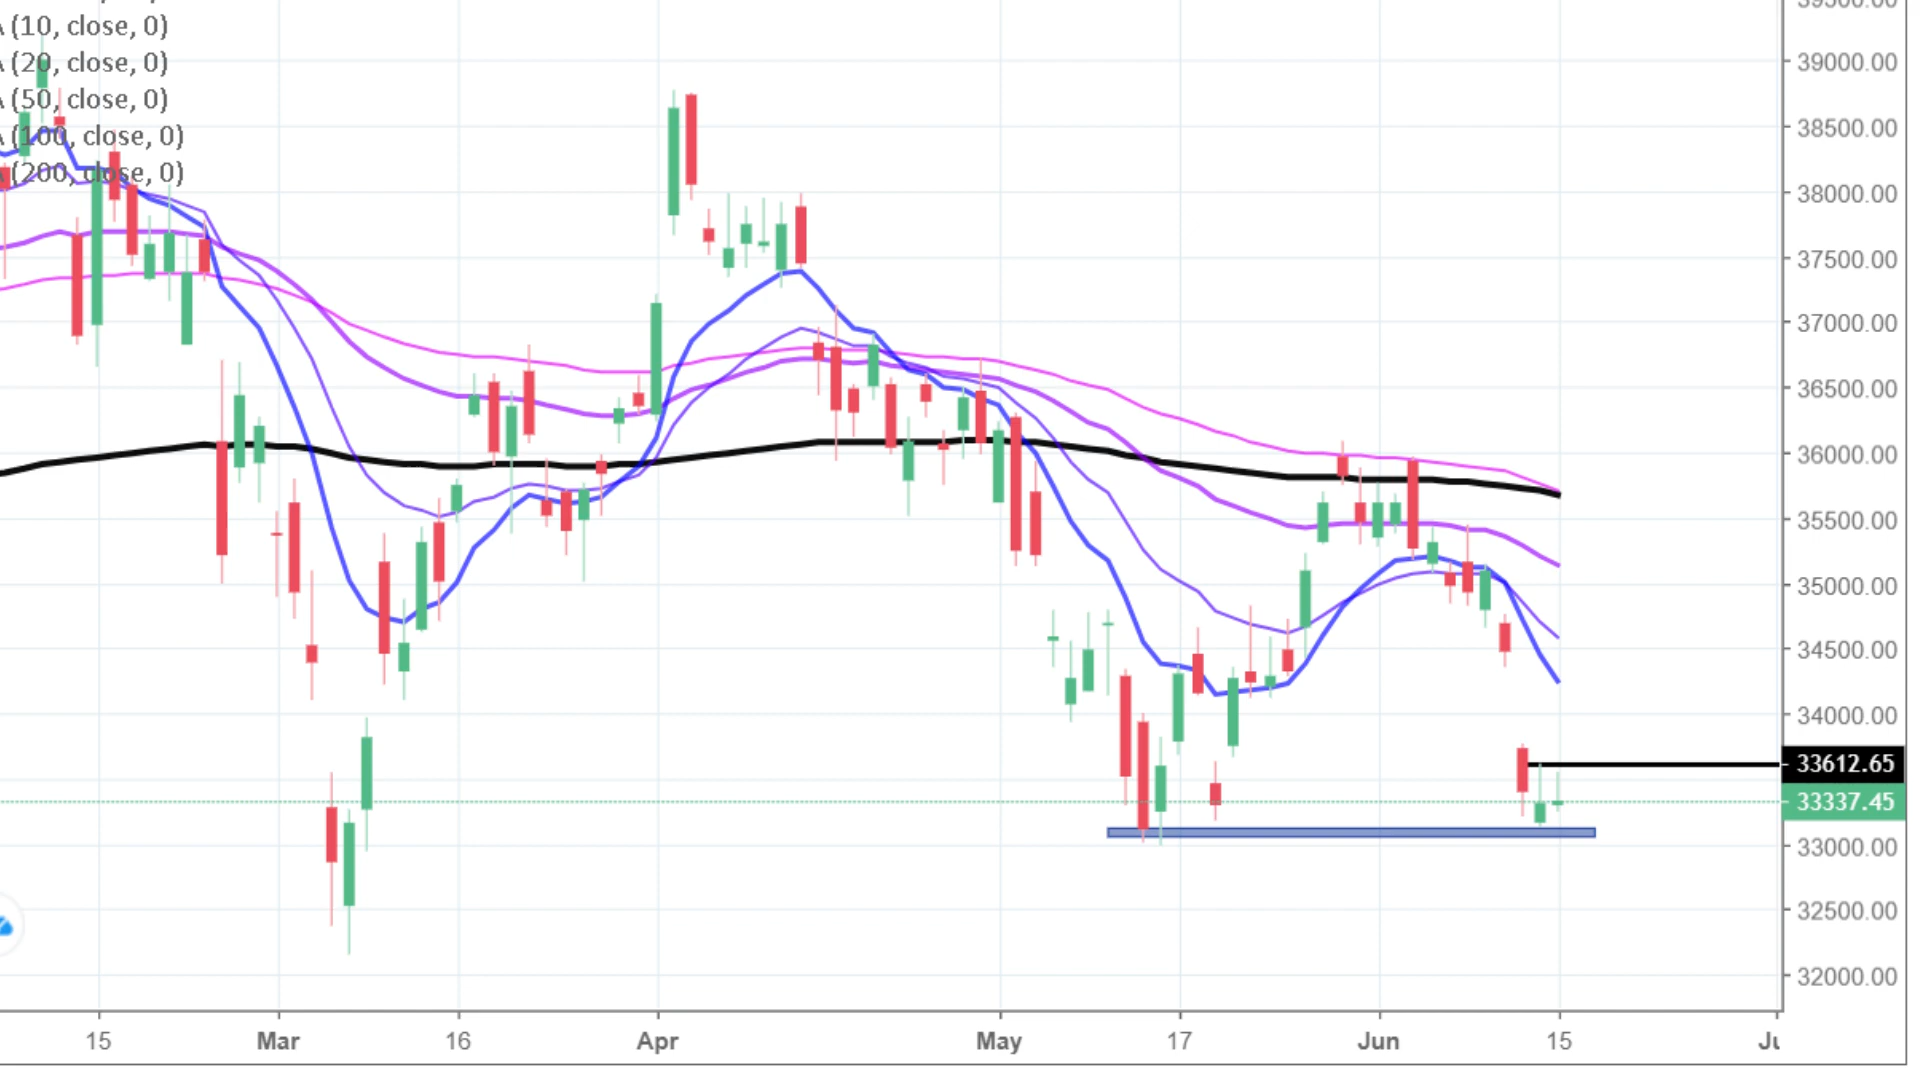 (10, close, 0)
(20, close, 0)
(50, close, 0)
(100, close, 0)
(200, close, 0)
39500.00
39000.00
38500.00
38000.00
37500.00
37000.00
36500.00
36000.00
35500.00
35000.00
34500.00
34000.00
33612.65
33337.45
33000.00
32500.00
32000.00
15 Mar 16 Apr May 17 Jun 15